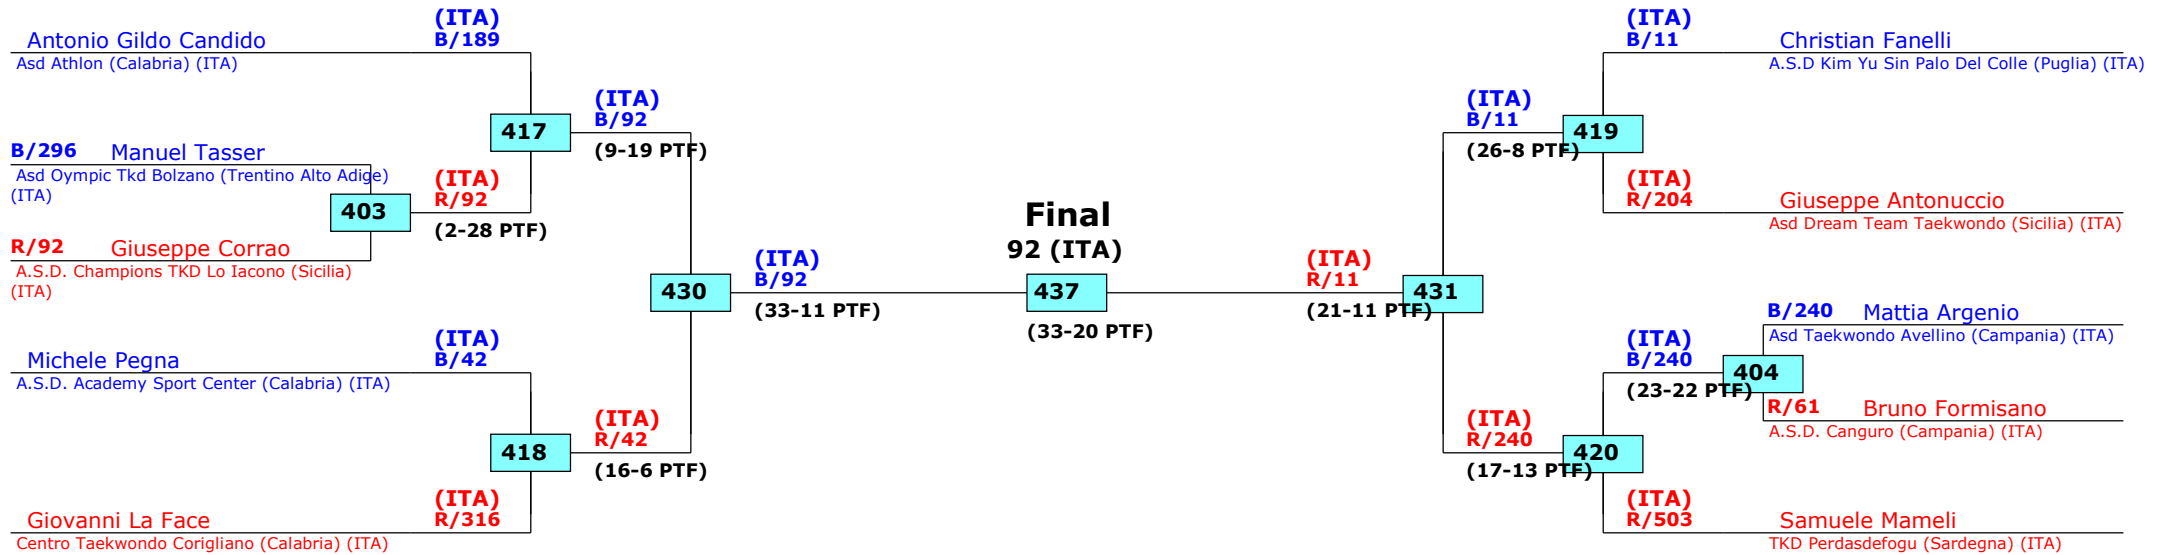 (ITA)
B/189
Antonio Gildo Candido
Asd Athlon (Calabria) (ITA)
417
(ITA)
B/92
(9-19 PTF)
B/296 Manuel Tasser
Asd Oympic Tkd Bolzano (Trentino Alto Adige)
(ITA)
403
(ITA)
R/92
(2-28 PTF)
R/92 Giuseppe Corrao
A.S.D. Champions TKD Lo Iacono (Sicilia)
(ITA)
430
(ITA)
B/92
(33-11 PTF)
(ITA)
B/42
Michele Pegna
A.S.D. Academy Sport Center (Calabria) (ITA)
418
(ITA)
R/42
(16-6 PTF)
(ITA)
R/316
Giovanni La Face
Centro Taekwondo Corigliano (Calabria) (ITA)
Final
92 (ITA)
437
(33-20 PTF)
(ITA)
B/11
Christian Fanelli
A.S.D Kim Yu Sin Palo Del Colle (Puglia) (ITA)
(ITA)
B/11
419
(26-8 PTF)
(ITA)
R/204
Giuseppe Antonuccio
Asd Dream Team Taekwondo (Sicilia) (ITA)
(ITA)
R/11
431
(21-11 PTF)
B/240 Mattia Argenio
Asd Taekwondo Avellino (Campania) (ITA)
(ITA)
B/240
404
(23-22 PTF)
R/61 Bruno Formisano
A.S.D. Canguro (Campania) (ITA)
(ITA)
R/240
420
(17-13 PTF)
(ITA)
R/503
Samuele Mameli
TKD Perdasdefogu (Sardegna) (ITA)